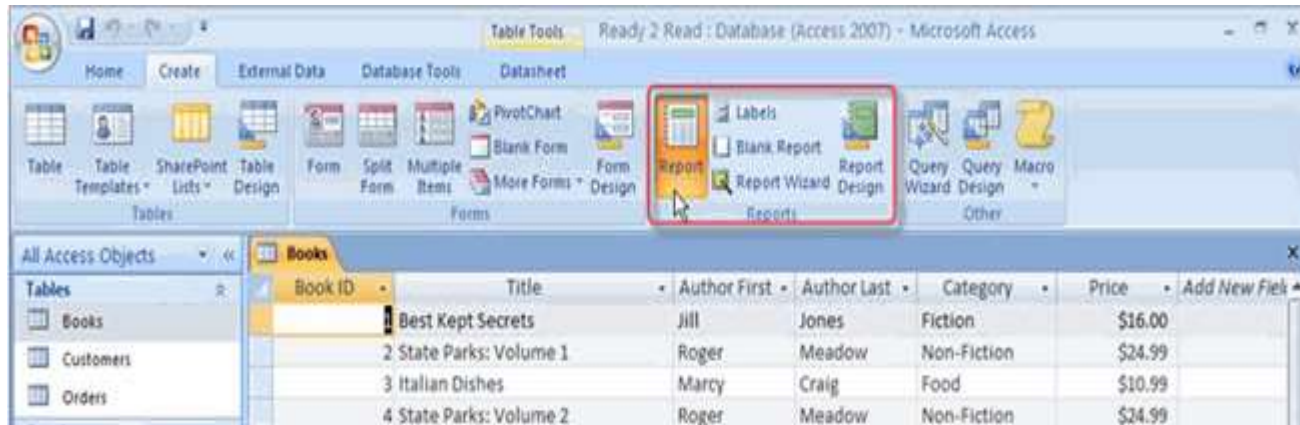 Table Tools Ready 2 Read : Database (Access 2007) - Microsoft Access
Home Create External Data Database Tools Datasheet
Table
Table Templates
SharePoint Lists
Table Design
Tables
Form
Split Form
Multiple Items
PivotChart
Blank Form
More Forms
Form Design
Forms
Report
Labels
Blank Report
Report Wizard
Report Design
Reports
Query Wizard
Query Design
Macro
Other
All Access Objects
Tables
Books
Customers
Orders
Books
Book ID Title Author First Author Last Category Price Add New Fiel
1 Best Kept Secrets Jill Jones Fiction $16.00
2 State Parks: Volume 1 Roger Meadow Non-Fiction $24.99
3 Italian Dishes Marcy Craig Food $10.99
4 State Parks: Volume 2 Roger Meadow Non-Fiction $24.99